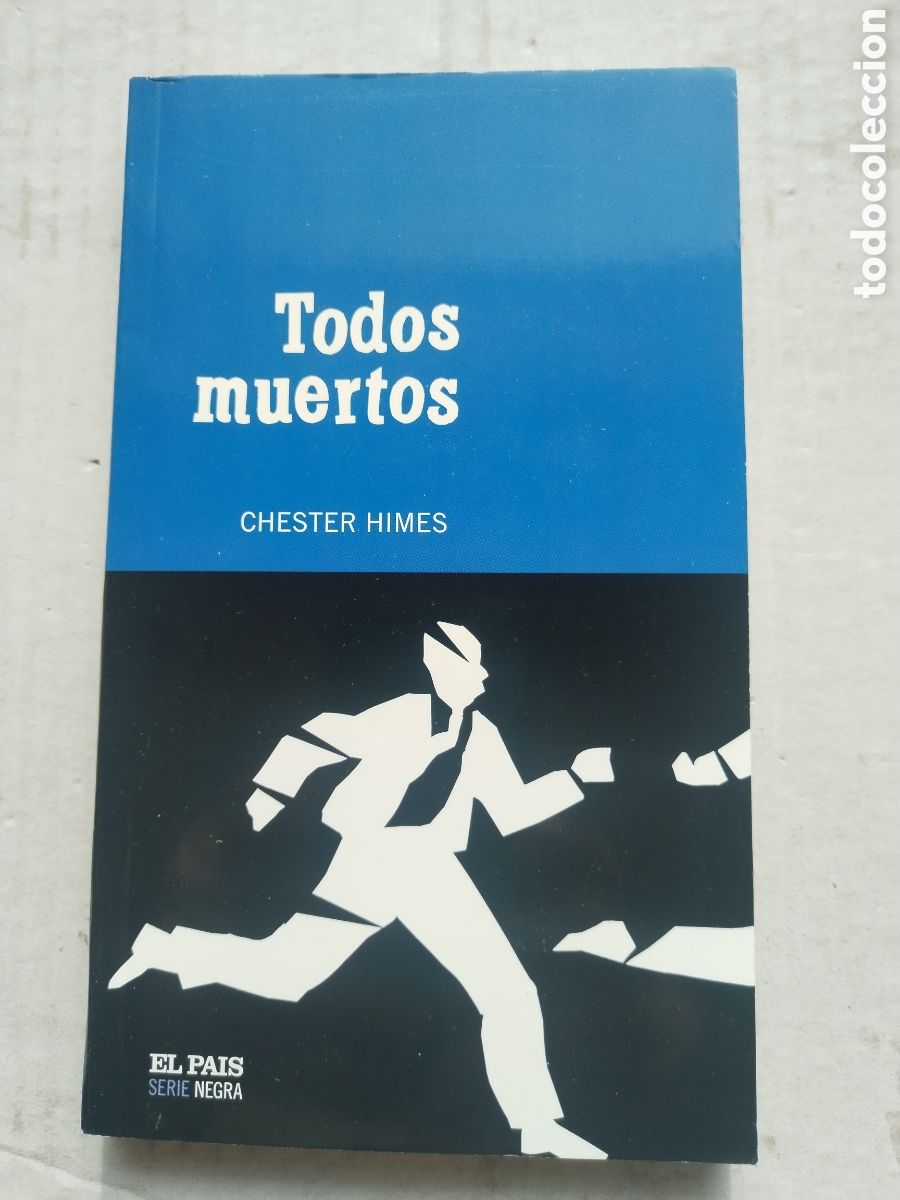 Todos
muertos
CHESTER HIMES
EL PAIS
SERIE NEGRA
todocoleccion